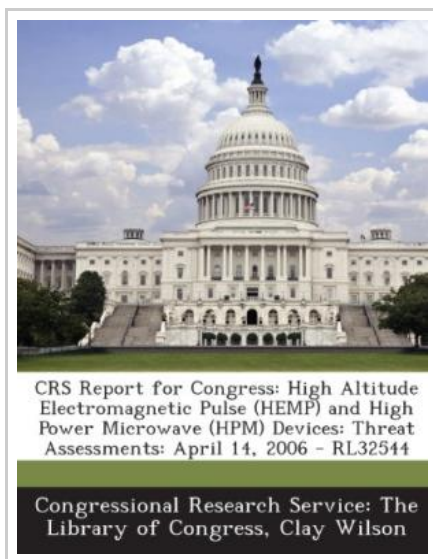 CRS Report for Congress: High Altitude
Electromagnetic Pulse (HEMP) and High
Power Microwave (HPM) Devices: Threat
Assessments: April 14, 2006 - RL32544
Congressional Research Service: The
Library of Congress, Clay Wilson